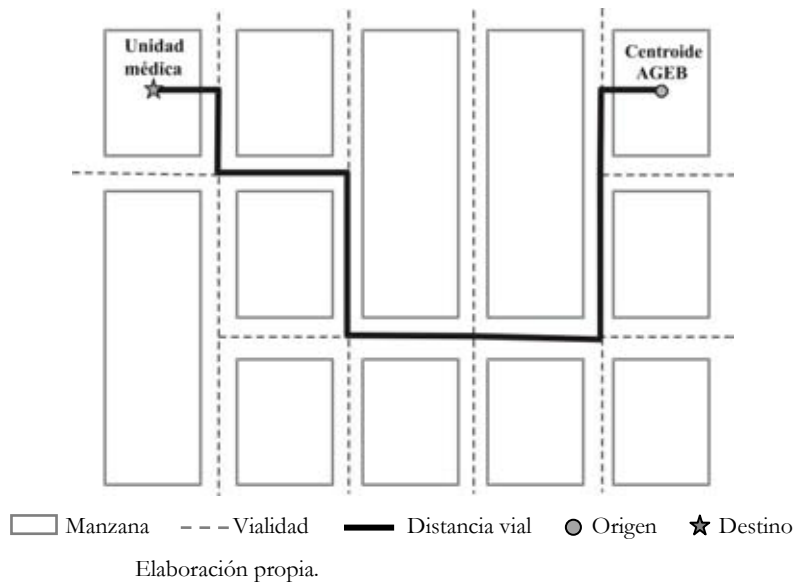 Unidad
médica
Centroide
AGEB
Manzana Vialidad Distancia vial Origen Destino
Elaboración propia.